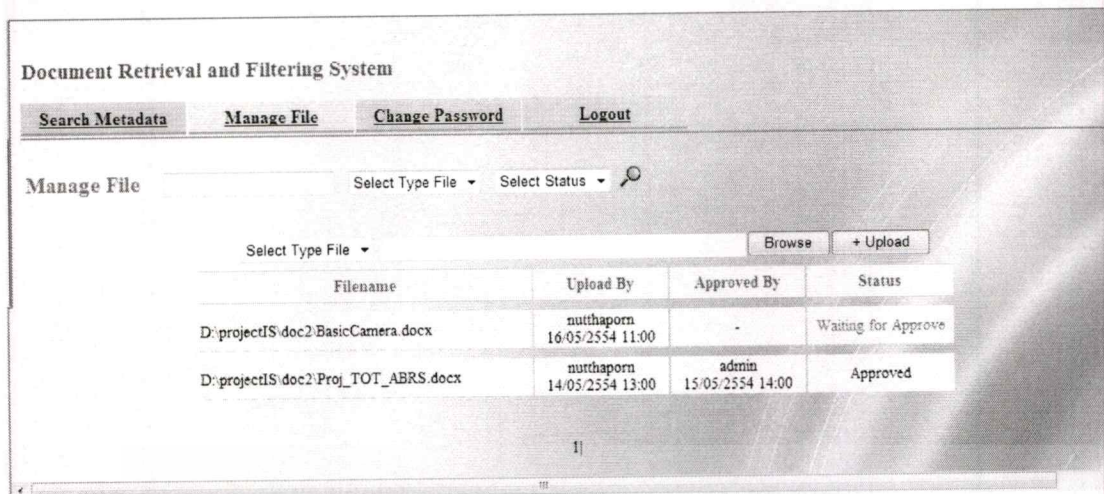 Document Retrieval and Filtering System
Search Metadata Manage File Change Password Logout
Manage File Select Type File Select Status
Select Type File Browse + Upload
Filename Upload By Approved By Status
D:\projectIS\doc2\BasicCamera.docx nutthaporn 16/05/2554 11:00 - Waiting for Approve
D:\projectIS\doc2\Proj_TOT_ABRS.docx nutthaporn 14/05/2554 13:00 admin 15/05/2554 14:00 Approved
1|